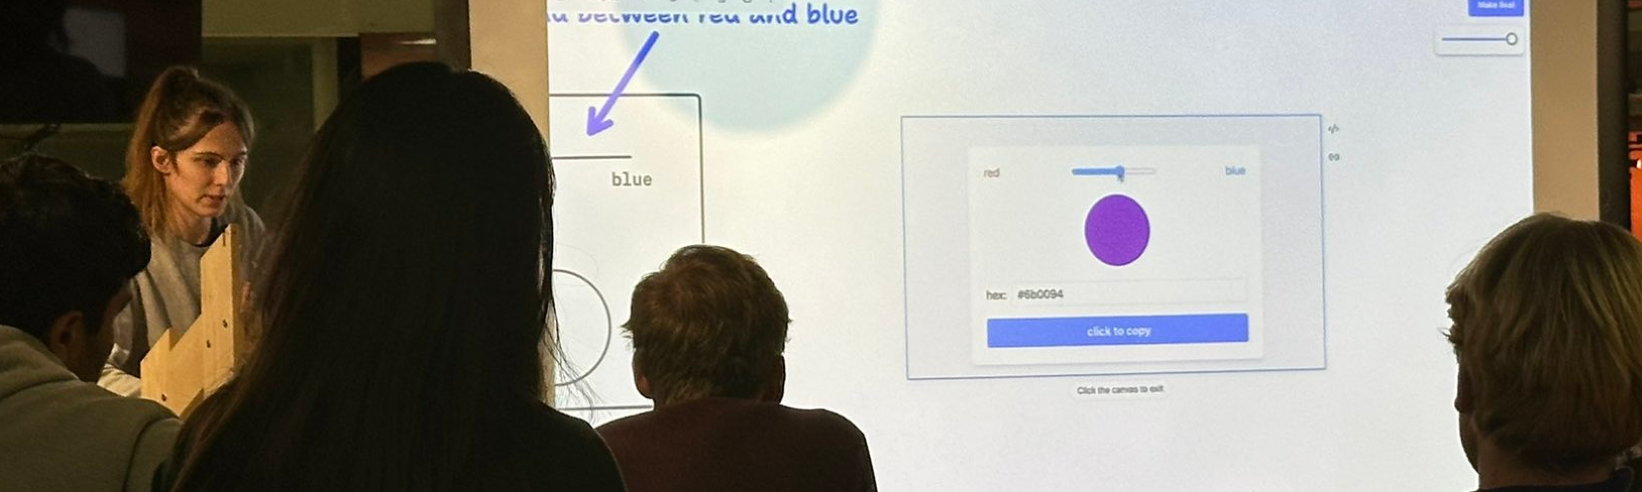 between red and blue
Make Real
blue
red
blue
hex:
#6b0094
click to copy
Click the canvas to exit